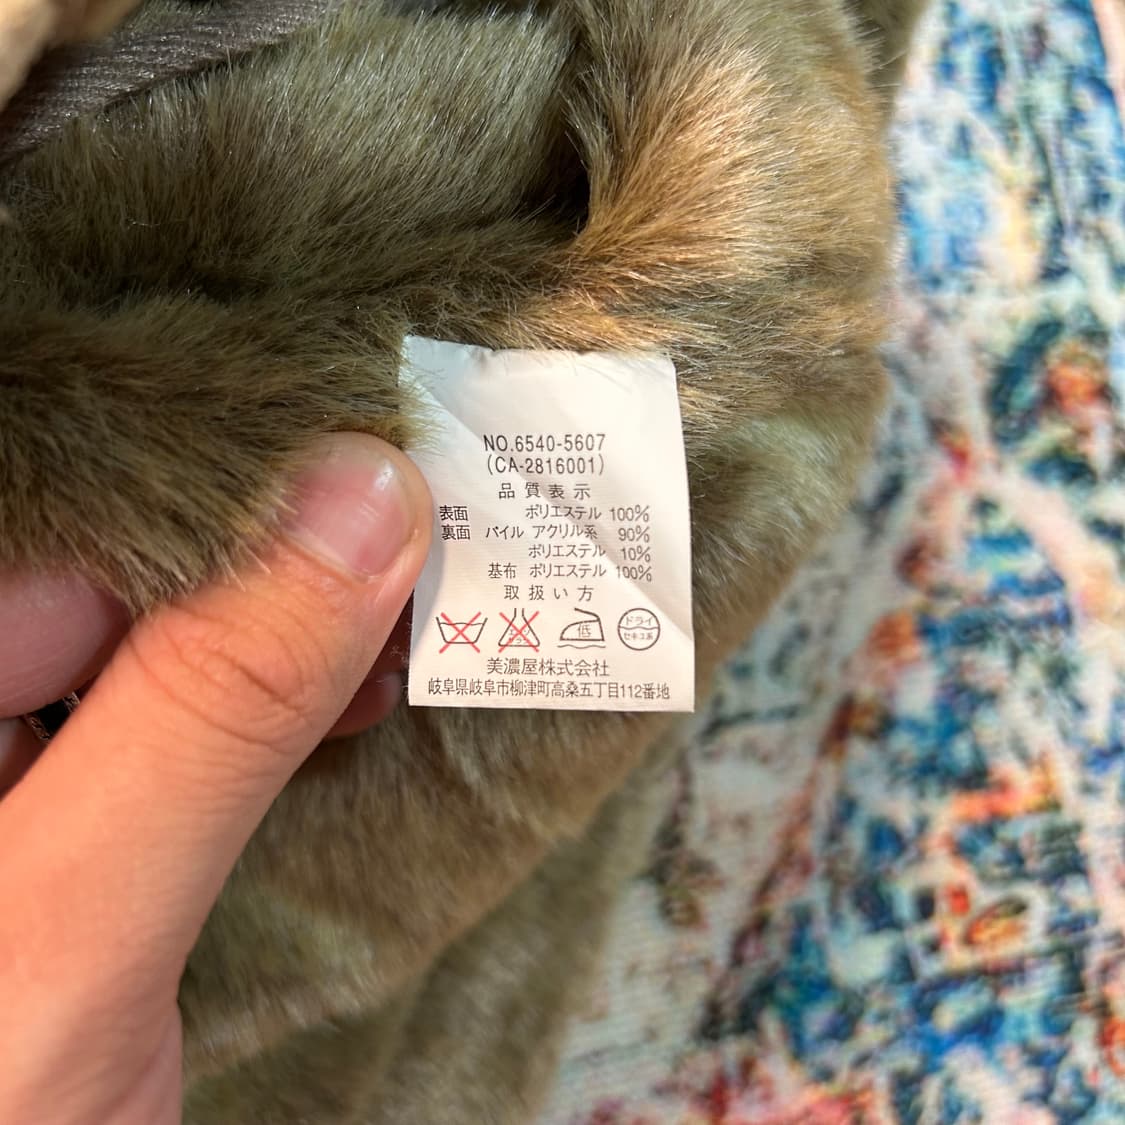 NO.6540-5607
(CA-2816001)
品質表示
表面 ポリエステル 100%
裏面 パイル アクリル系 90%
ポリエステル 10%
基布 ポリエステル 100%
取扱い方
低 ドライ
セキユ系
美濃屋株式会社
岐阜県岐阜市柳津町高桑五丁目112番地